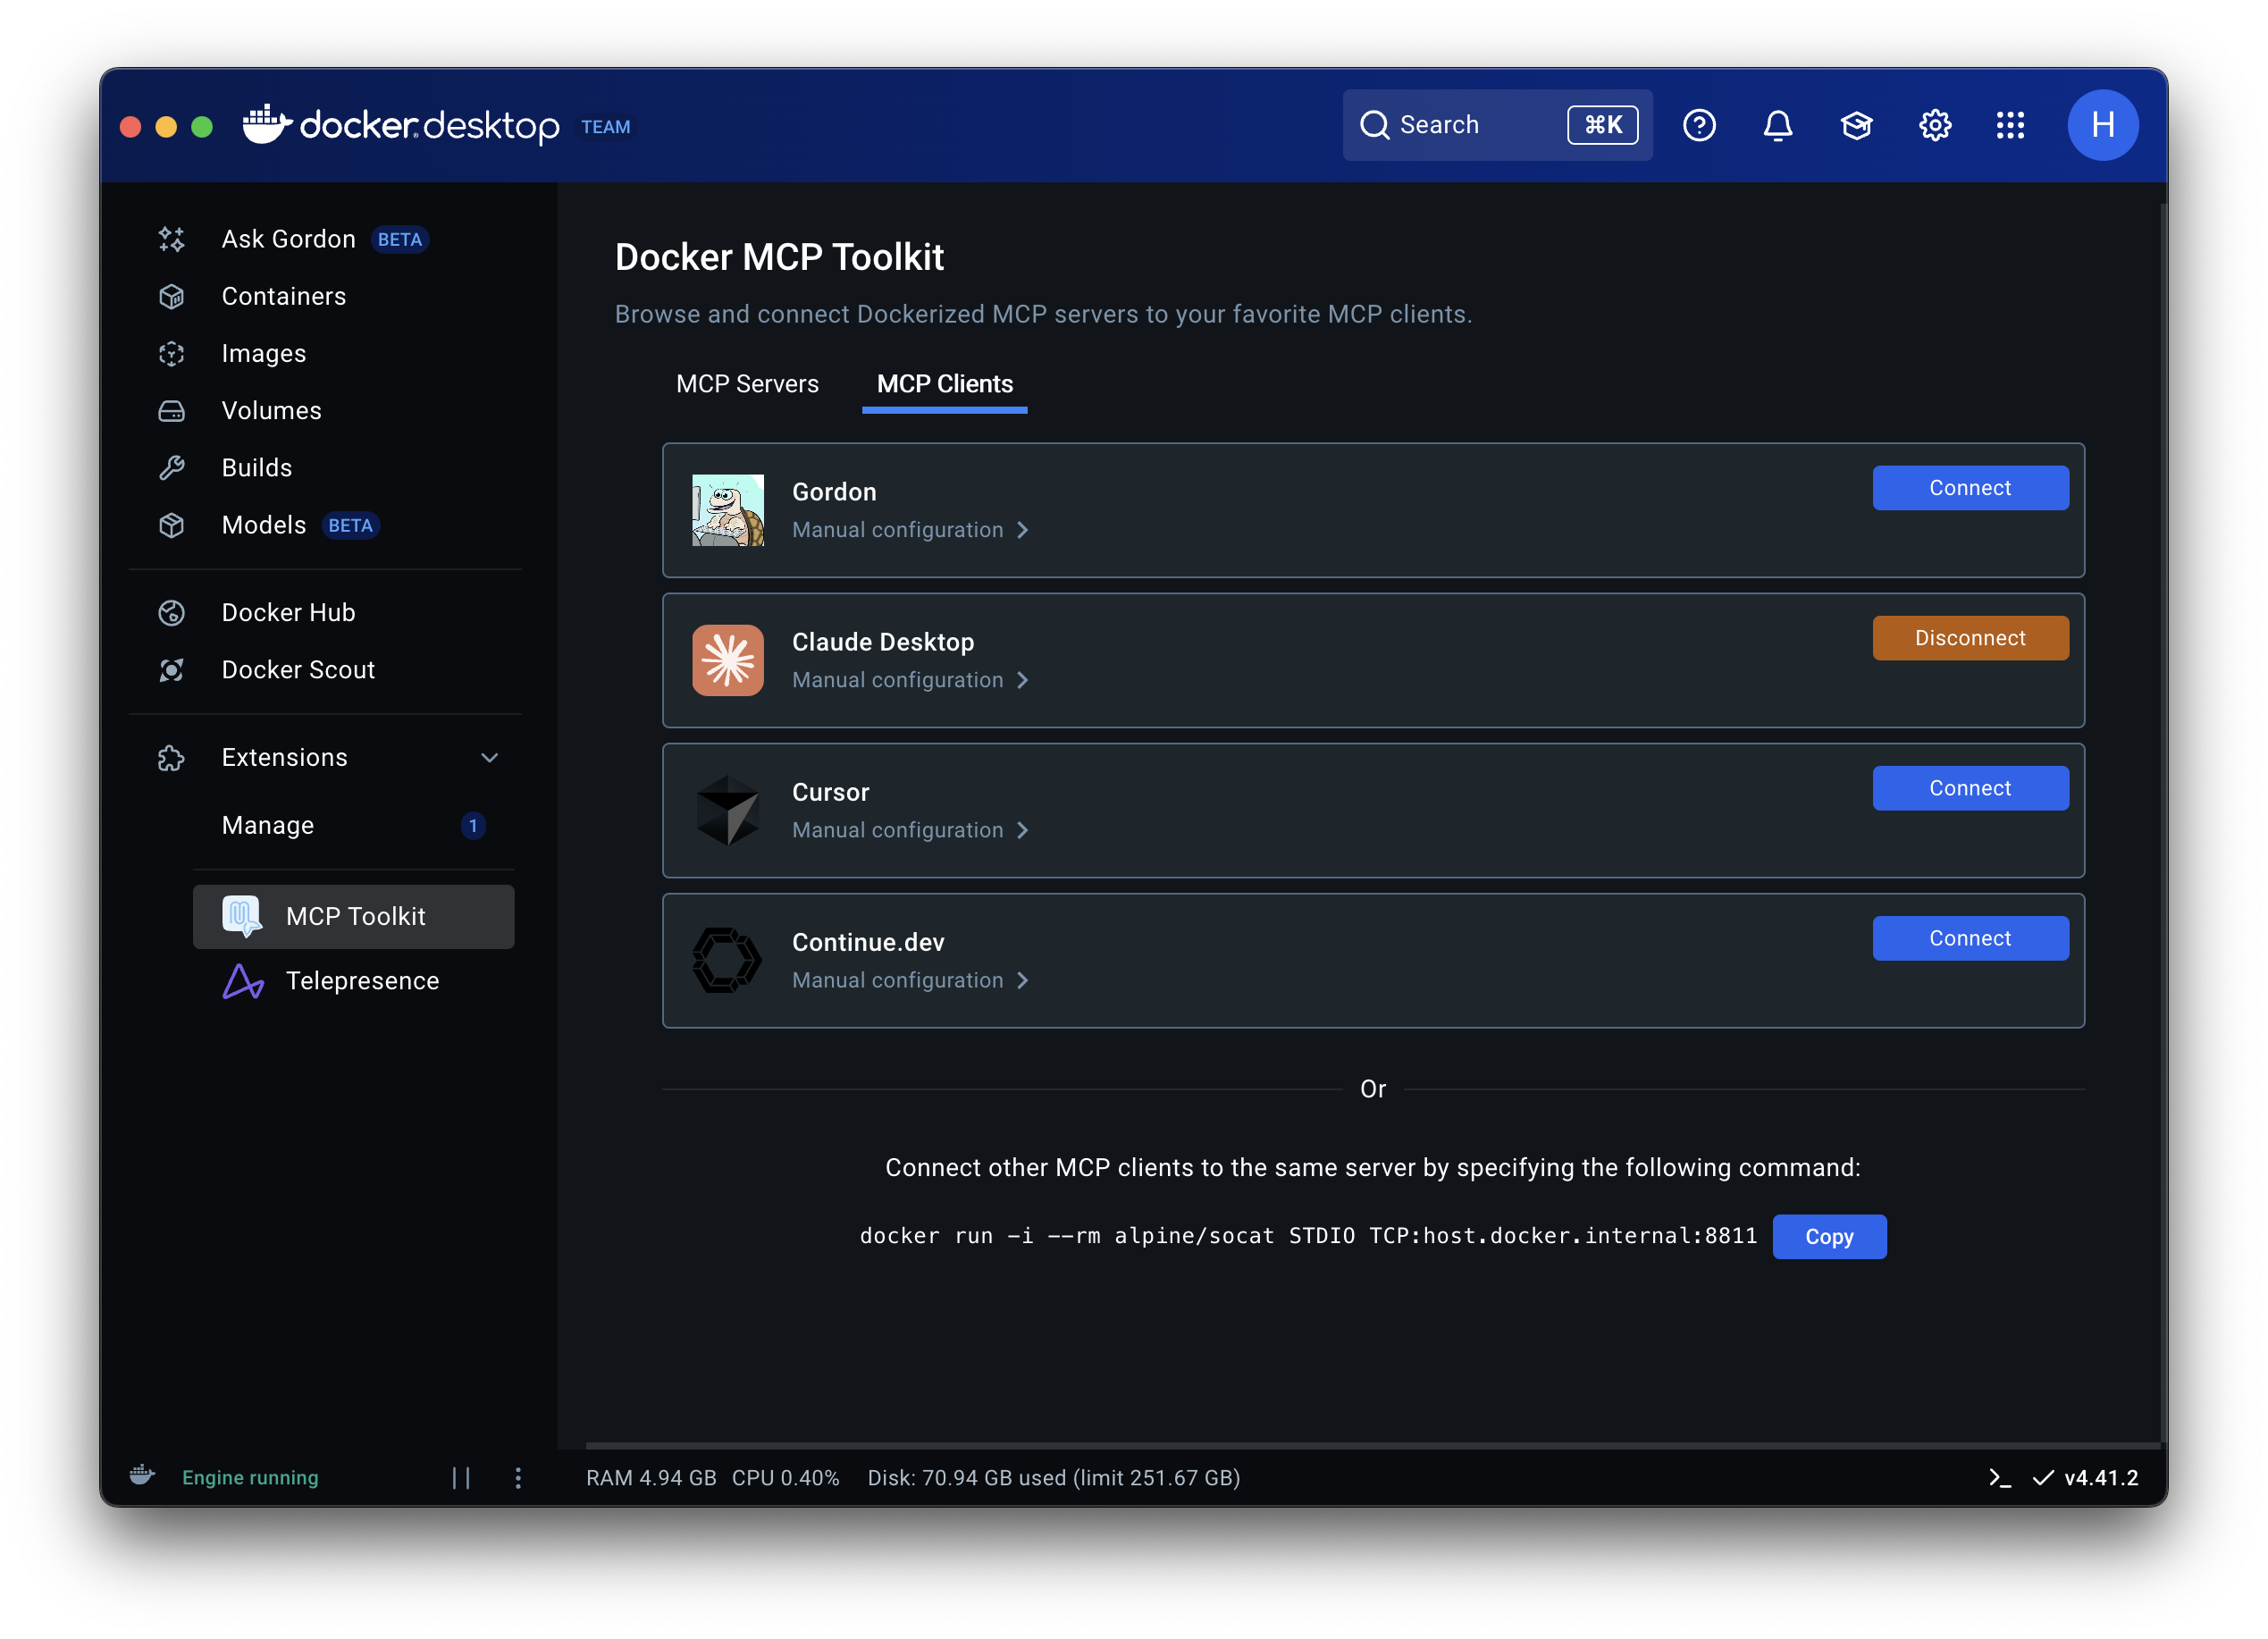 docker desktop TEAM
Search ⌘K
H
Ask Gordon BETA
Containers
Images
Volumes
Builds
Models BETA
Docker Hub
Docker Scout
Extensions
Manage 1
MCP Toolkit
Telepresence
Docker MCP Toolkit
Browse and connect Dockerized MCP servers to your favorite MCP clients.
MCP Servers MCP Clients
Gordon
Manual configuration
Connect
Claude Desktop
Manual configuration
Disconnect
Cursor
Manual configuration
Connect
Continue.dev
Manual configuration
Connect
Or
Connect other MCP clients to the same server by specifying the following command:
docker run -i --rm alpine/socat STDIO TCP:host.docker.internal:8811 Copy
Engine running
RAM 4.94 GB CPU 0.40% Disk: 70.94 GB used (limit 251.67 GB)
v4.41.2